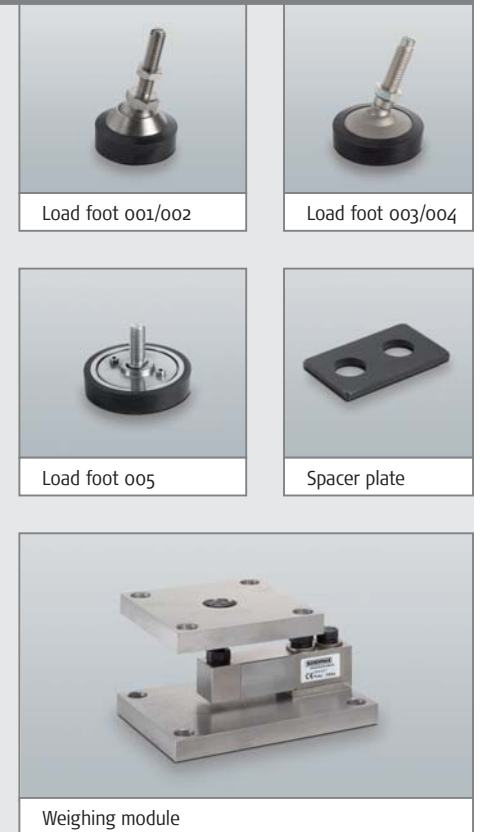 Load foot 001/002
Load foot 003/004
Load foot 005
Spacer plate
Weighing module